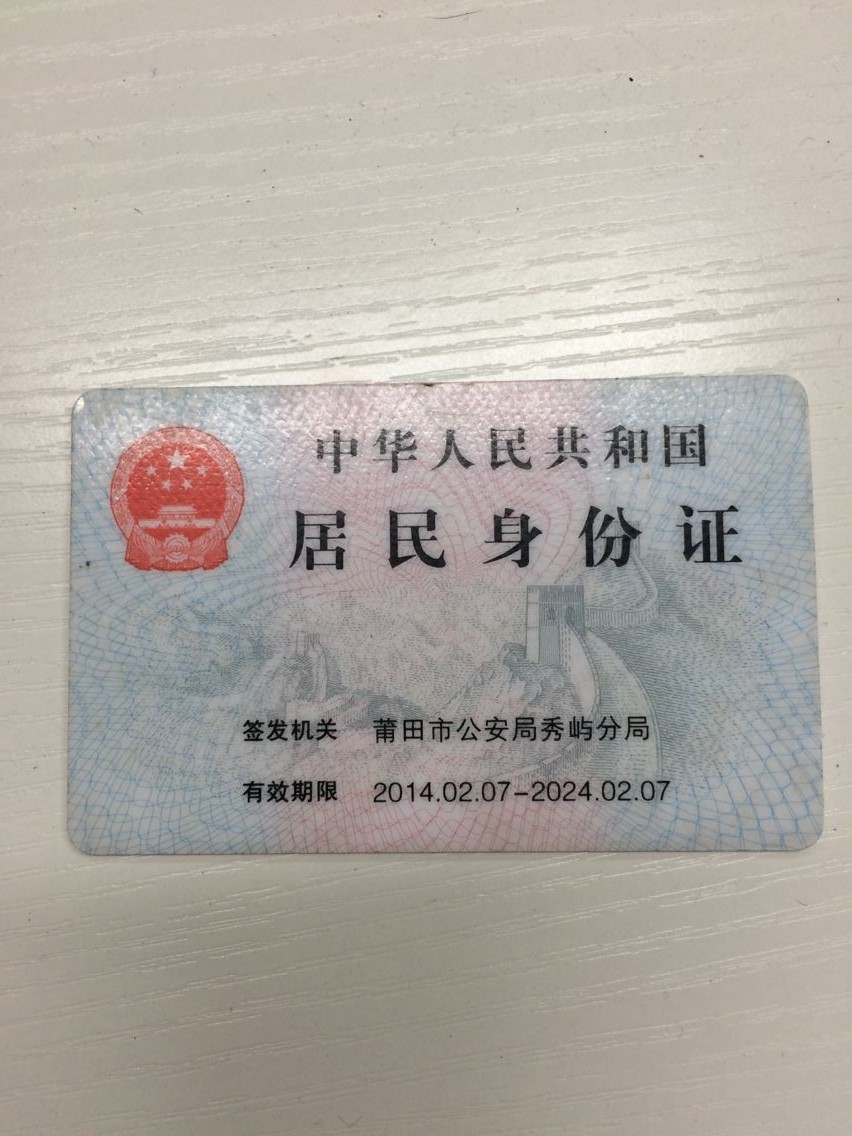 中华人民共和国
居民身份证
签发机关 莆田市公安局秀屿分局
有效期限 2014.02.07-2024.02.07